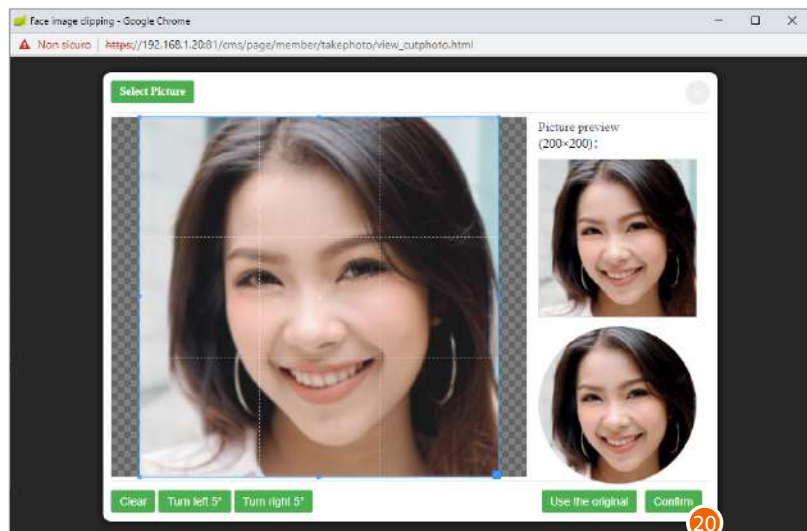 Face image clipping - Google Chrome
Non sicuro | https://192.168.1.20:81/cms/page/member/takephoto/view_cutphoto.html
Select Picture
Picture preview
(200×200):
Clear Turn left 5° Turn right 5° Use the original Confirm
20